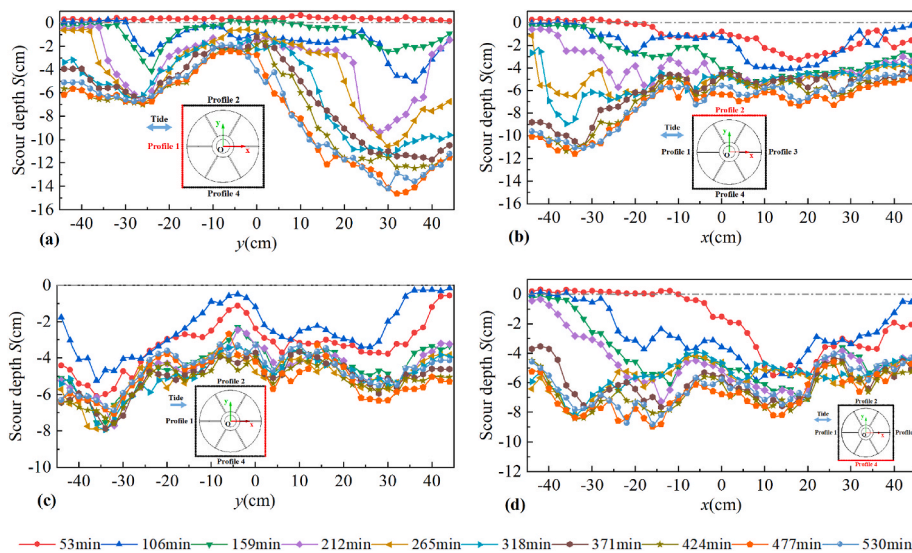 Scour depth S(cm)
0
-2
-4
-6
-8
-10
-12
-14
-16
Profile 2
Tide
Profile 1
y
O
x
Profile 4
-40 -30 -20 -10 0 10 20 30 40
(a)
y(cm)
Scour depth S(cm)
0
-2
-4
-6
-8
-10
-12
-14
-16
Profile 2
Tide
Profile 1
y
O
x
Profile 3
Profile 4
-40 -30 -20 -10 0 10 20 30 40
(b)
x(cm)
Scour depth S(cm)
0
-2
-4
-6
-8
-10
Profile 2
Tide
Profile 1
y
O
x
Profile 4
-40 -30 -20 -10 0 10 20 30 40
(c)
y(cm)
Scour depth S(cm)
0
-2
-4
-6
-8
-10
-12
Profile 2
Tide
Profile 1
y
O
x
Profile 4
-40 -30 -20 -10 0 10 20 30 40
(d)
x(cm)
53min 106min 159min 212min 265min 318min 371min 424min 477min 530min